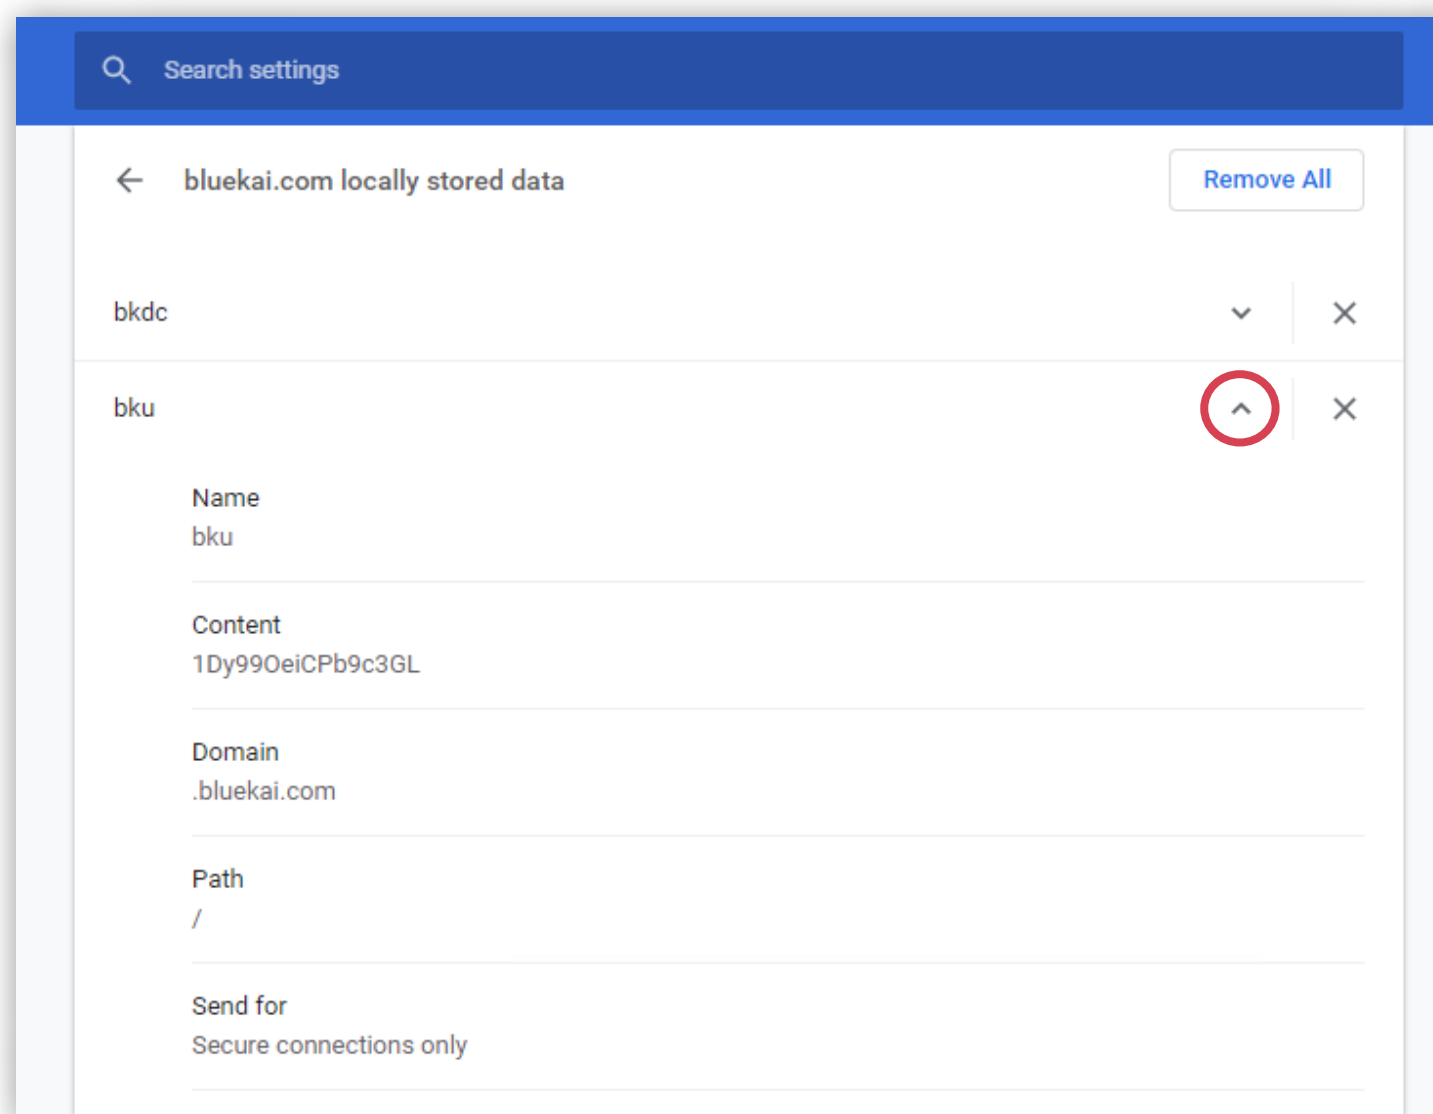 Search settings
bluekai.com locally stored data
Remove All
bkdc
bku
Name
bku
Content
1Dy99OeiCPb9c3GL
Domain
.bluekai.com
Path
/
Send for
Secure connections only